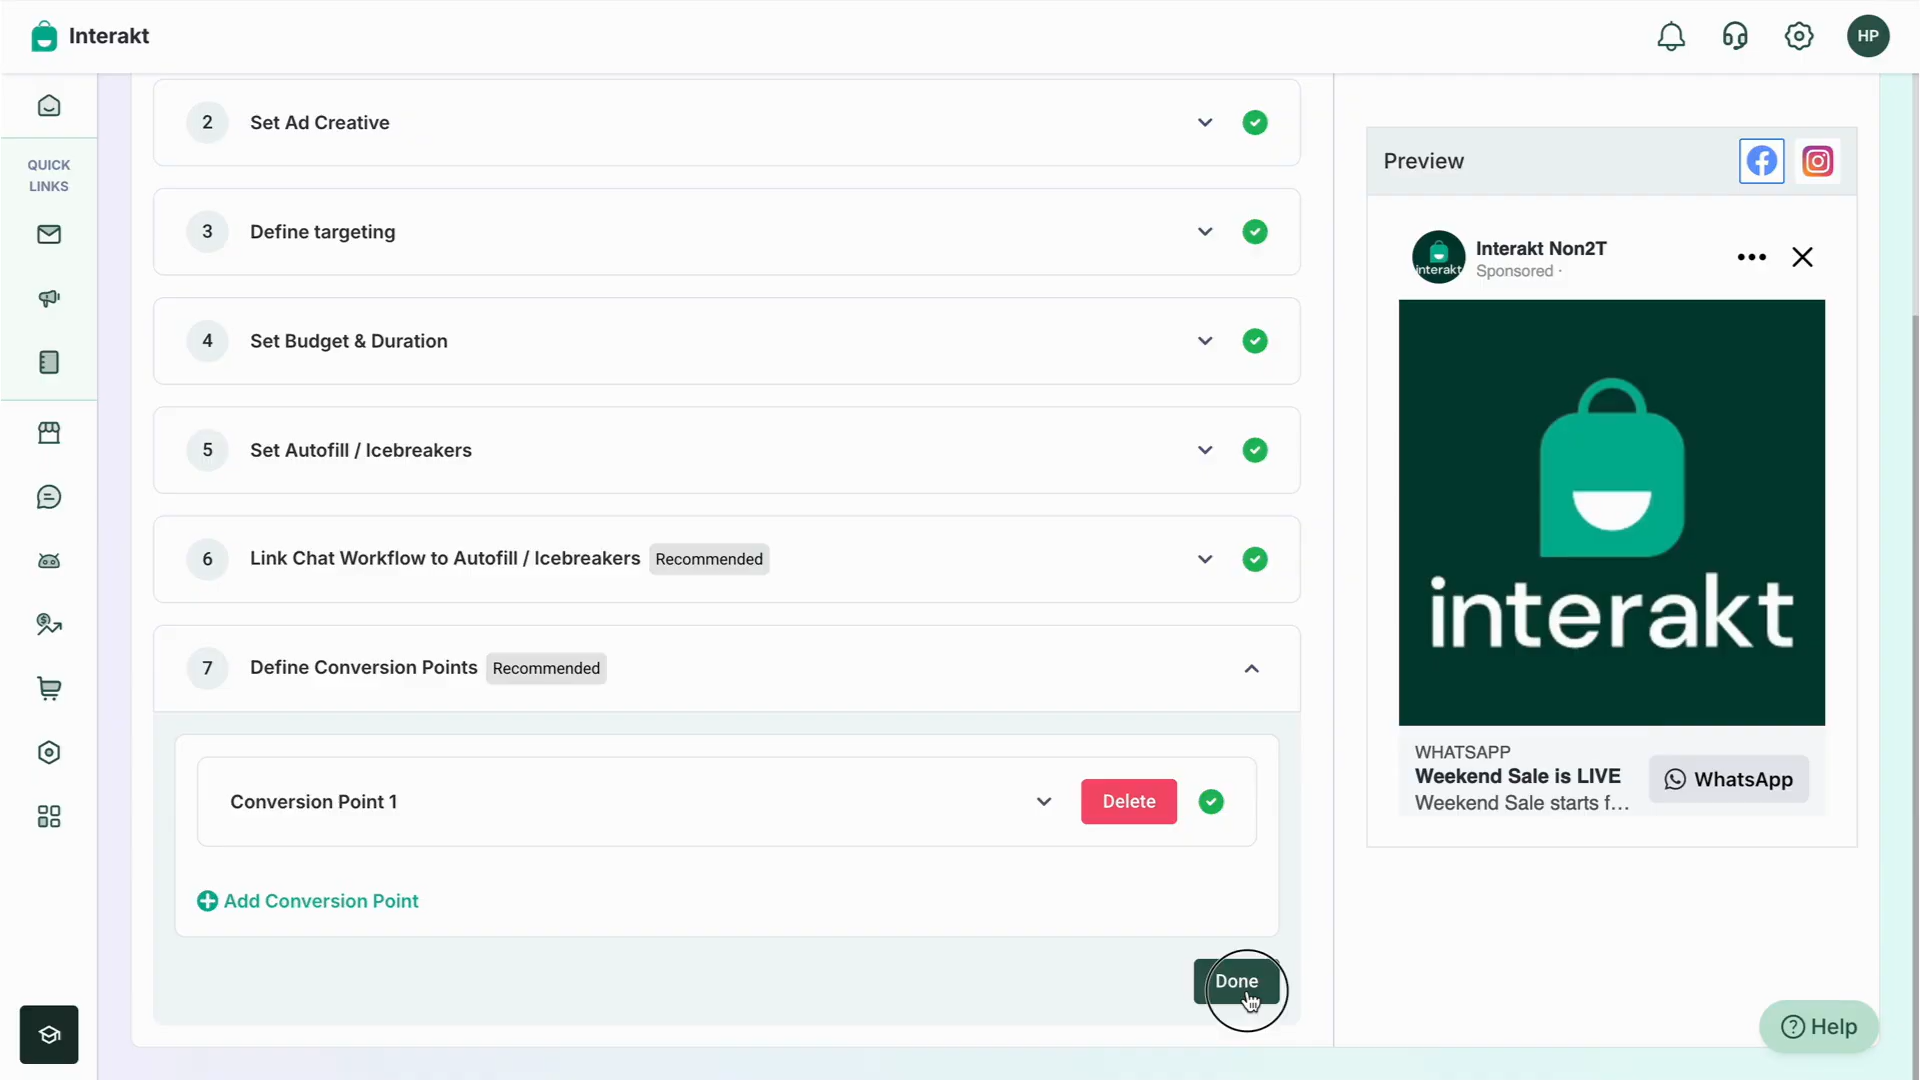 Interakt
HP
QUICK
LINKS
2 Set Ad Creative
3 Define targeting
4 Set Budget & Duration
5 Set Autofill / Icebreakers
6 Link Chat Workflow to Autofill / Icebreakers Recommended
7 Define Conversion Points Recommended
Conversion Point 1 Delete
Add Conversion Point
Done
Preview
interakt
Interakt Non2T
Sponsored ·
interakt
WHATSAPP
Weekend Sale is LIVE
Weekend Sale starts f...
WhatsApp
Help